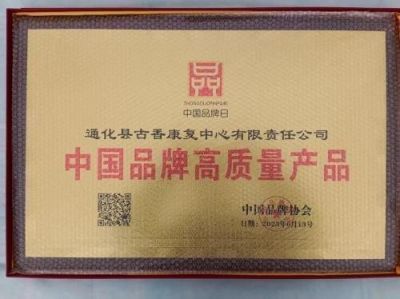 中国品牌日
通化县古香康复中心有限责任公司
中国品牌高质量产品
中国品牌协会